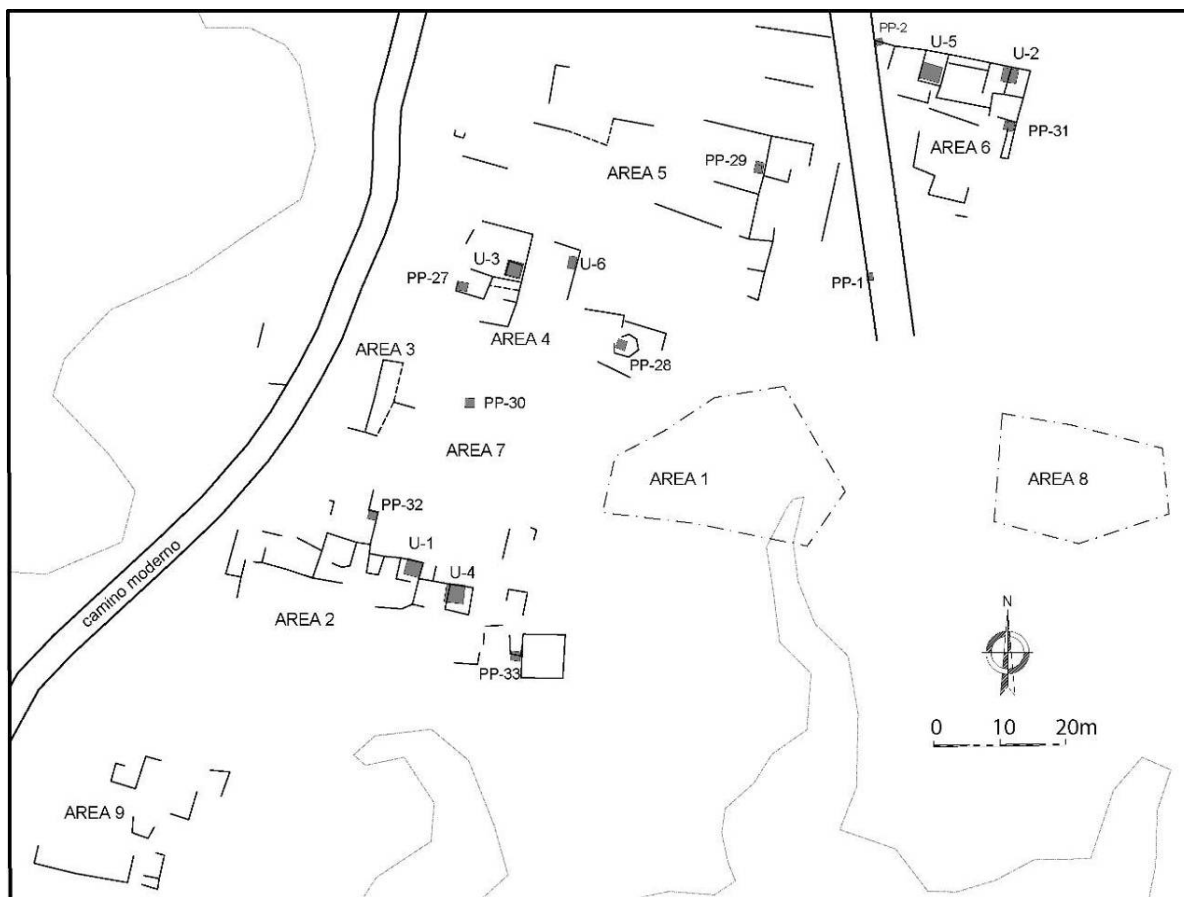 PP-2
U-5
U-2
PP-31
AREA 6
PP-29
AREA 5
U-3
U-6
PP-27
PP-1
AREA 4
AREA 3
PP-28
PP-30
AREA 7
AREA 1
AREA 8
PP-32
U-1
camino moderno
U-4
AREA 2
N
PP-33
0 10 20m
AREA 9